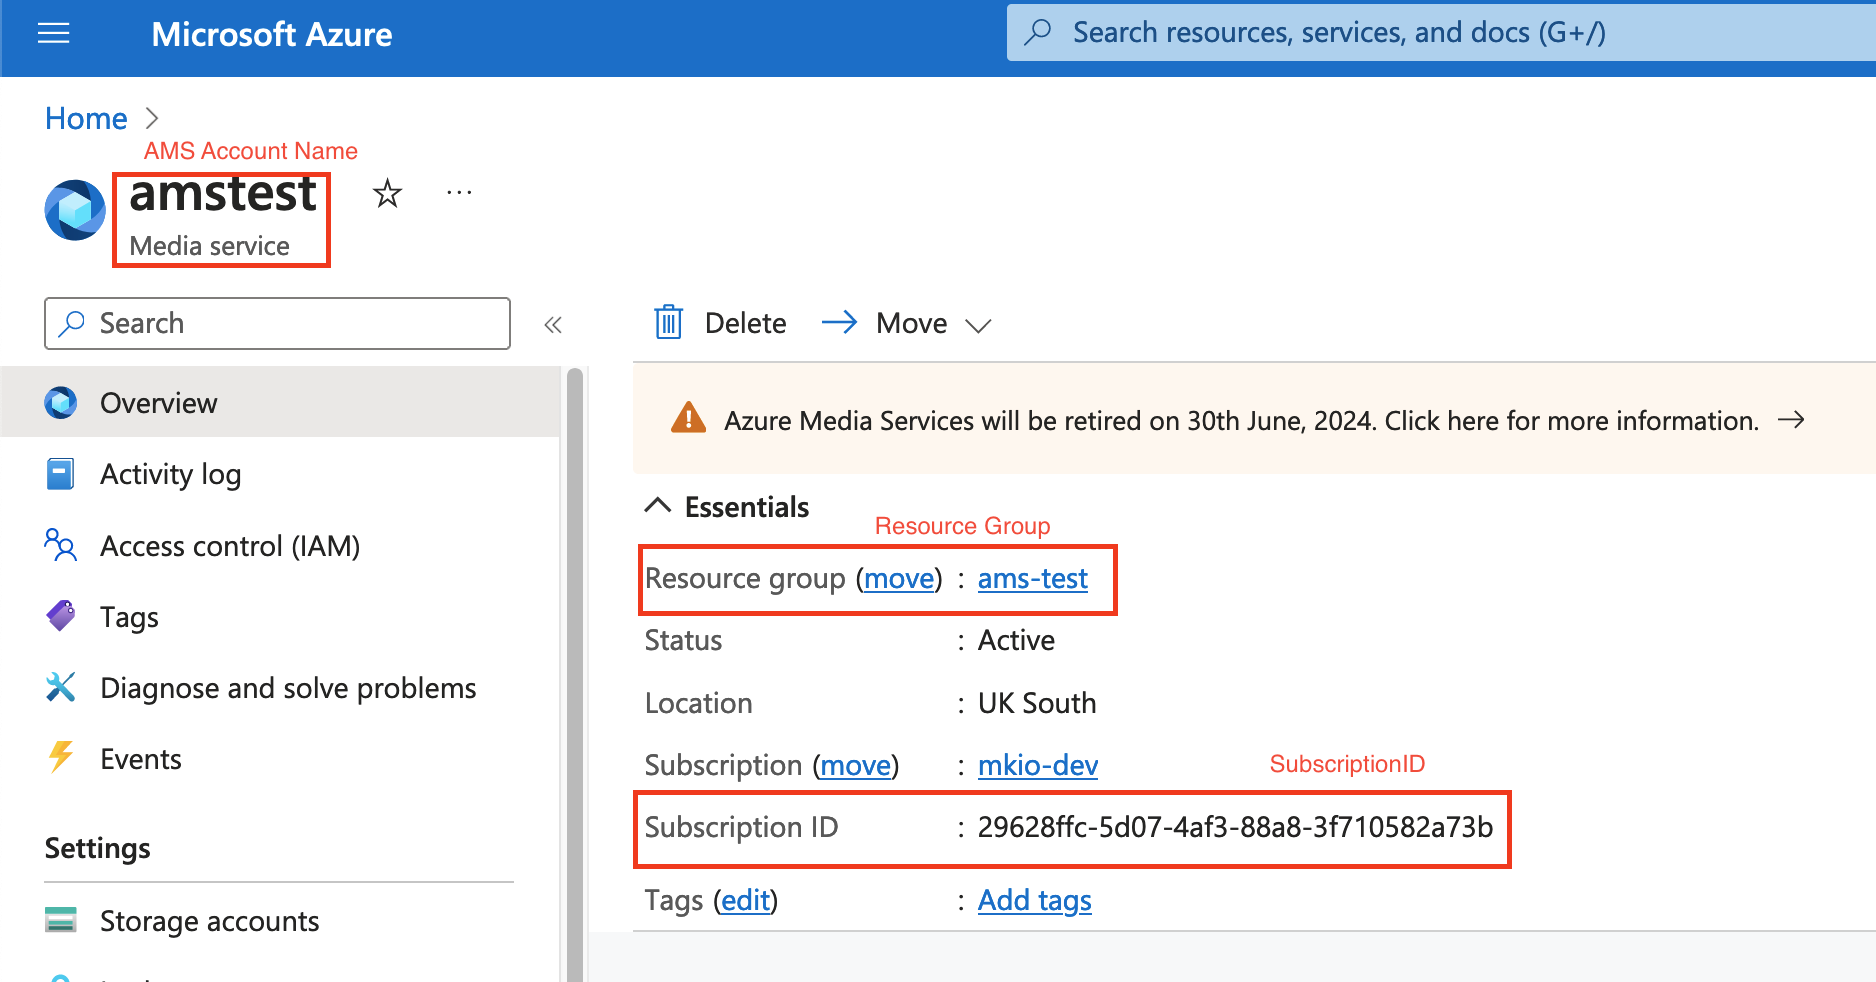 Microsoft Azure
Search resources, services, and docs (G+/)
Home
AMS Account Name
amstest
Media service
Search
Delete
Move
Overview
Activity log
Access control (IAM)
Tags
Diagnose and solve problems
Events
Settings
Storage accounts
Azure Media Services will be retired on 30th June, 2024. Click here for more information.
Essentials
Resource Group
Resource group (move) : ams-test
Status : Active
Location : UK South
Subscription (move) : mkio-dev
SubscriptionID
Subscription ID : 29628ffc-5d07-4af3-88a8-3f710582a73b
Tags (edit) : Add tags